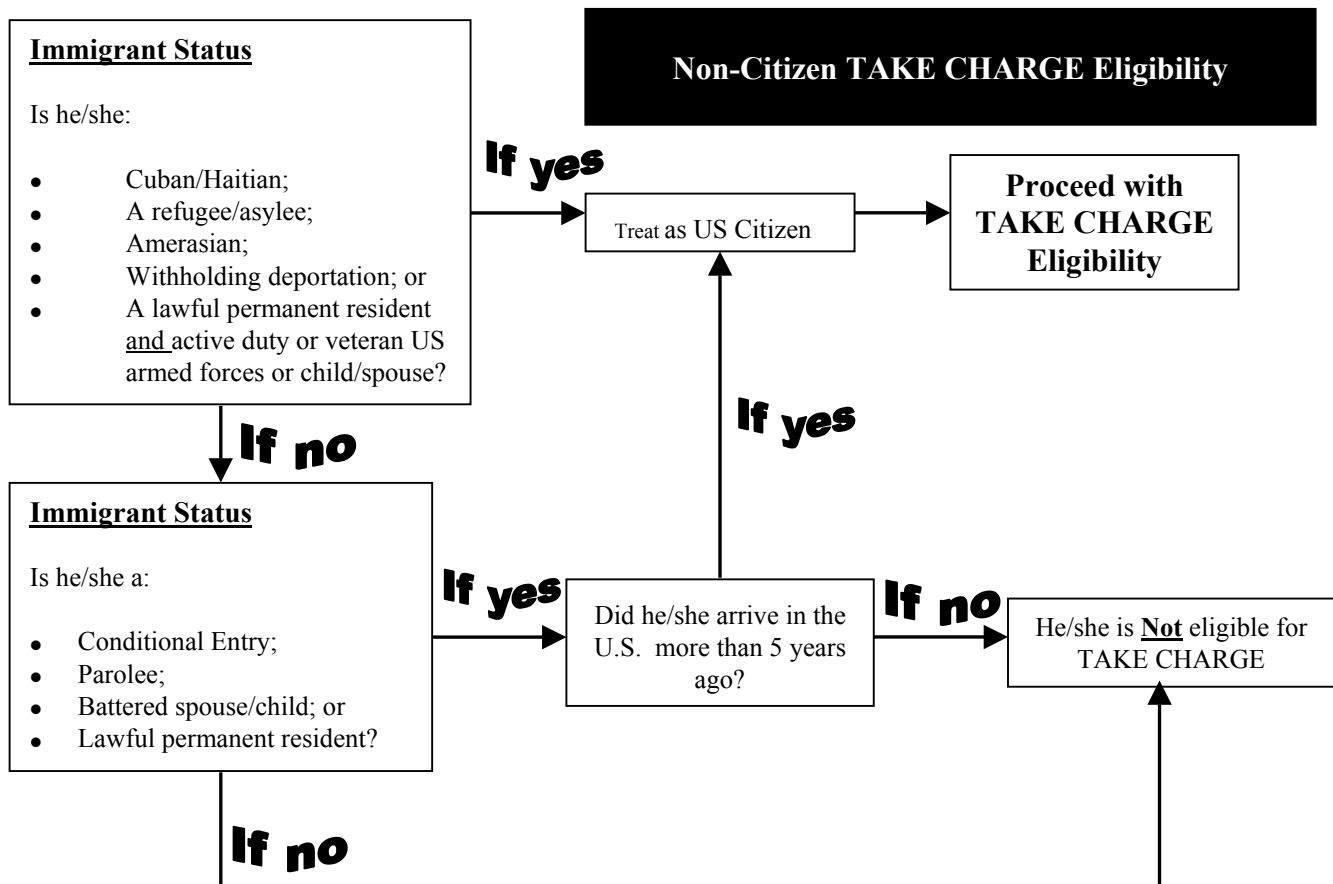 Non-Citizen TAKE CHARGE Eligibility
Immigrant Status
Is he/she:
• Cuban/Haitian;
• A refugee/asylee;
• Amerasian;
• Withholding deportation; or
• A lawful permanent resident
and active duty or veteran US
armed forces or child/spouse?
If yes
Treat as US Citizen
Proceed with
TAKE CHARGE
Eligibility
If no
If yes
Immigrant Status
Is he/she a:
• Conditional Entry;
• Parolee;
• Battered spouse/child; or
• Lawful permanent resident?
If yes
Did he/she arrive in the
U.S. more than 5 years
ago?
If no
He/she is Not eligible for
TAKE CHARGE
If no